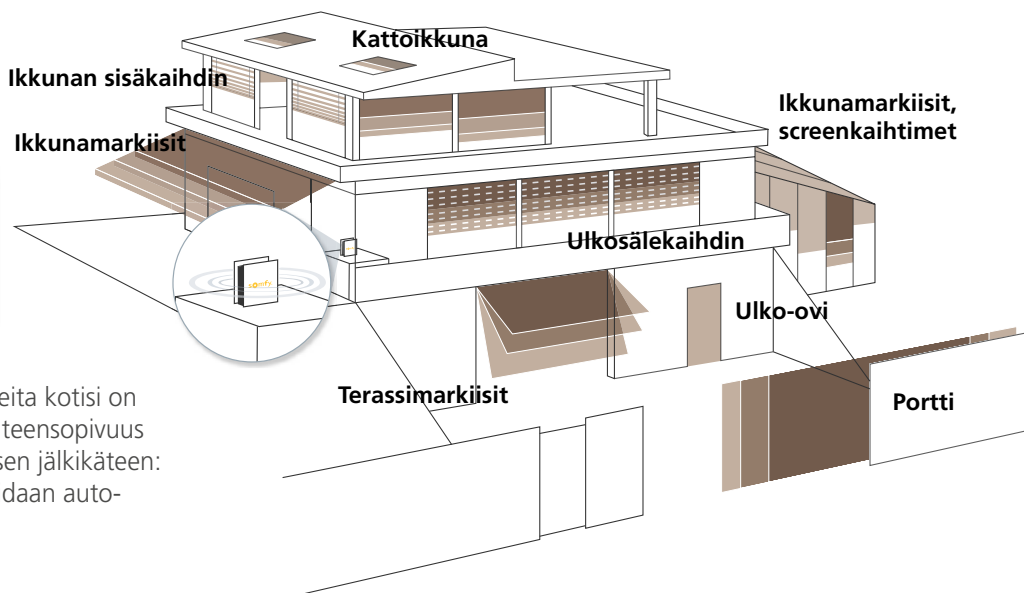 Kattoikkuna
Ikkunan sisäkaihdin
Ikkunamarkiisit,
screenkaihtimet
Ikkunamarkiisit
Ulkosälekaihdin
somfy
Ulko-ovi
Terassimarkiisit
Portti
eita kotisi on
teensopivuus
sen jälkikäteen:
daan auto-